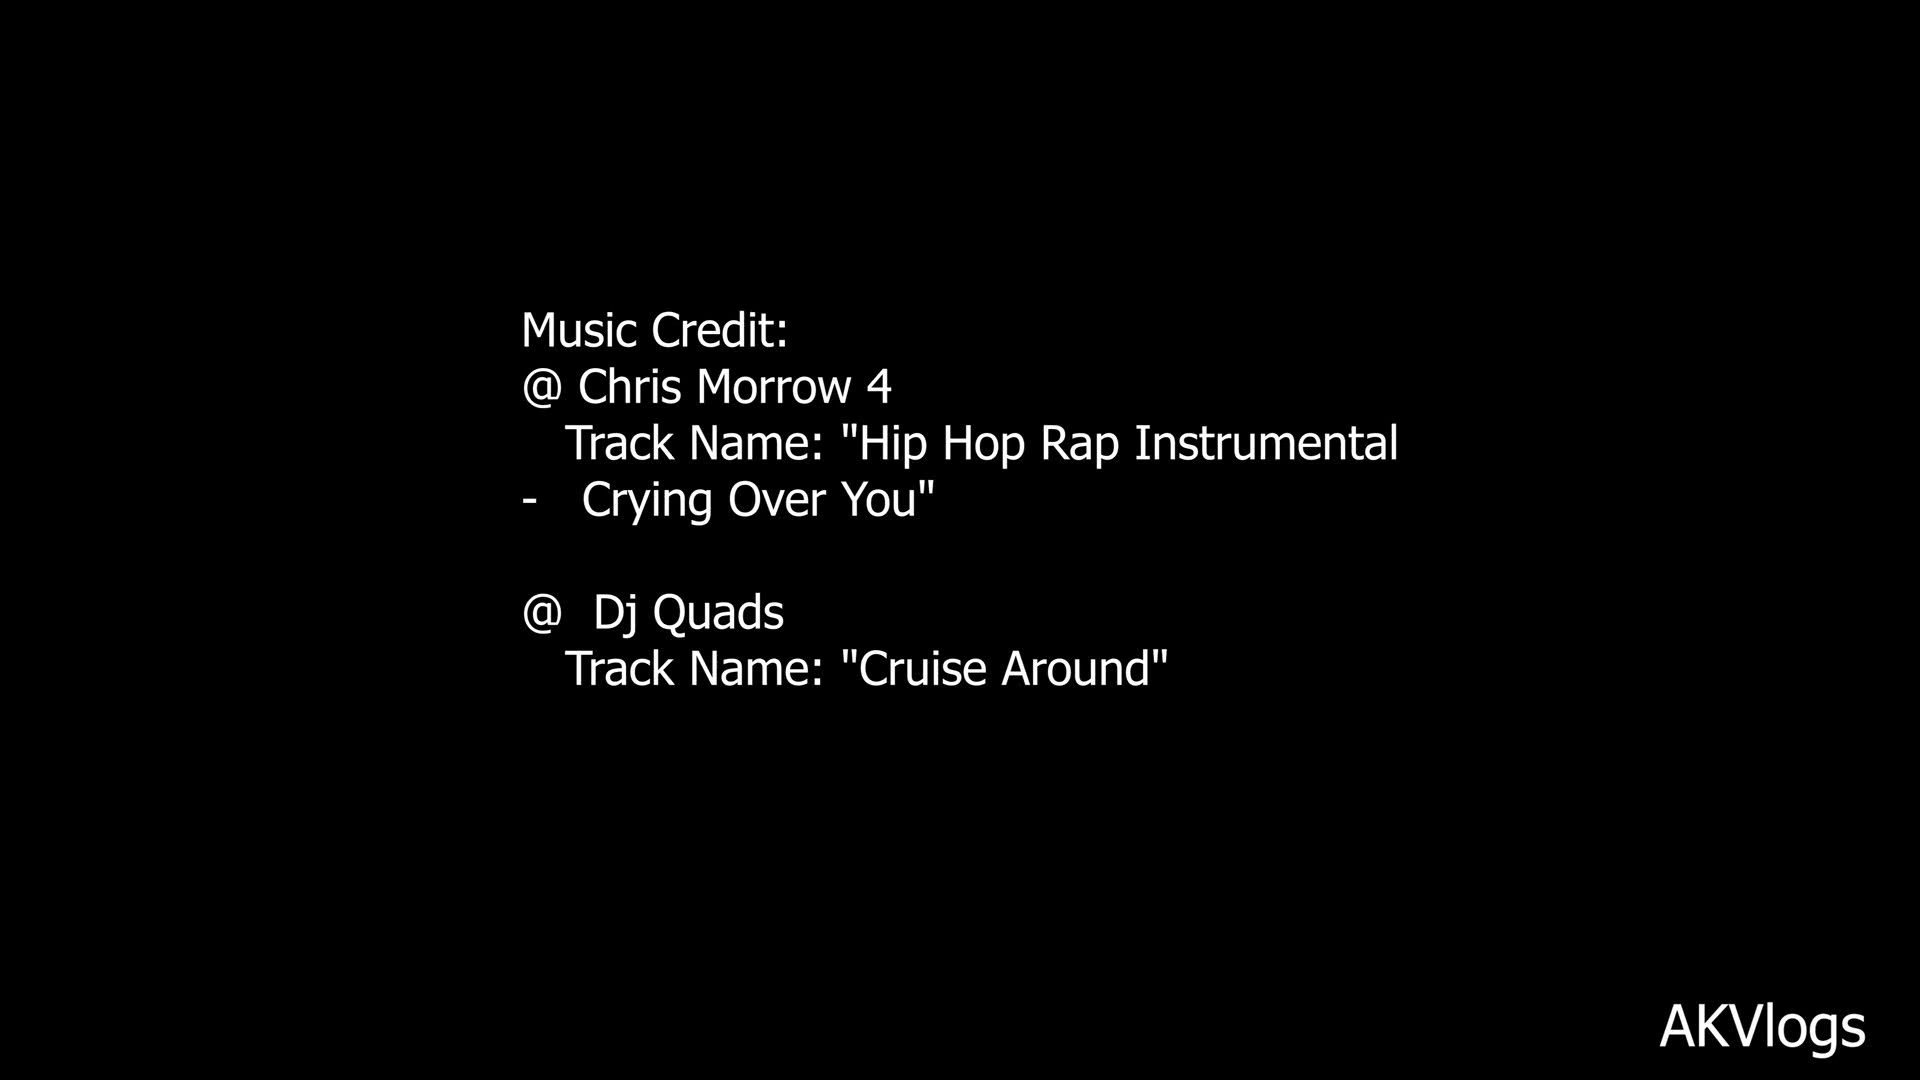 Music Credit:
@ Chris Morrow 4
Track Name: "Hip Hop Rap Instrumental
- Crying Over You"
@ Dj Quads
Track Name: "Cruise Around"
AKVlogs